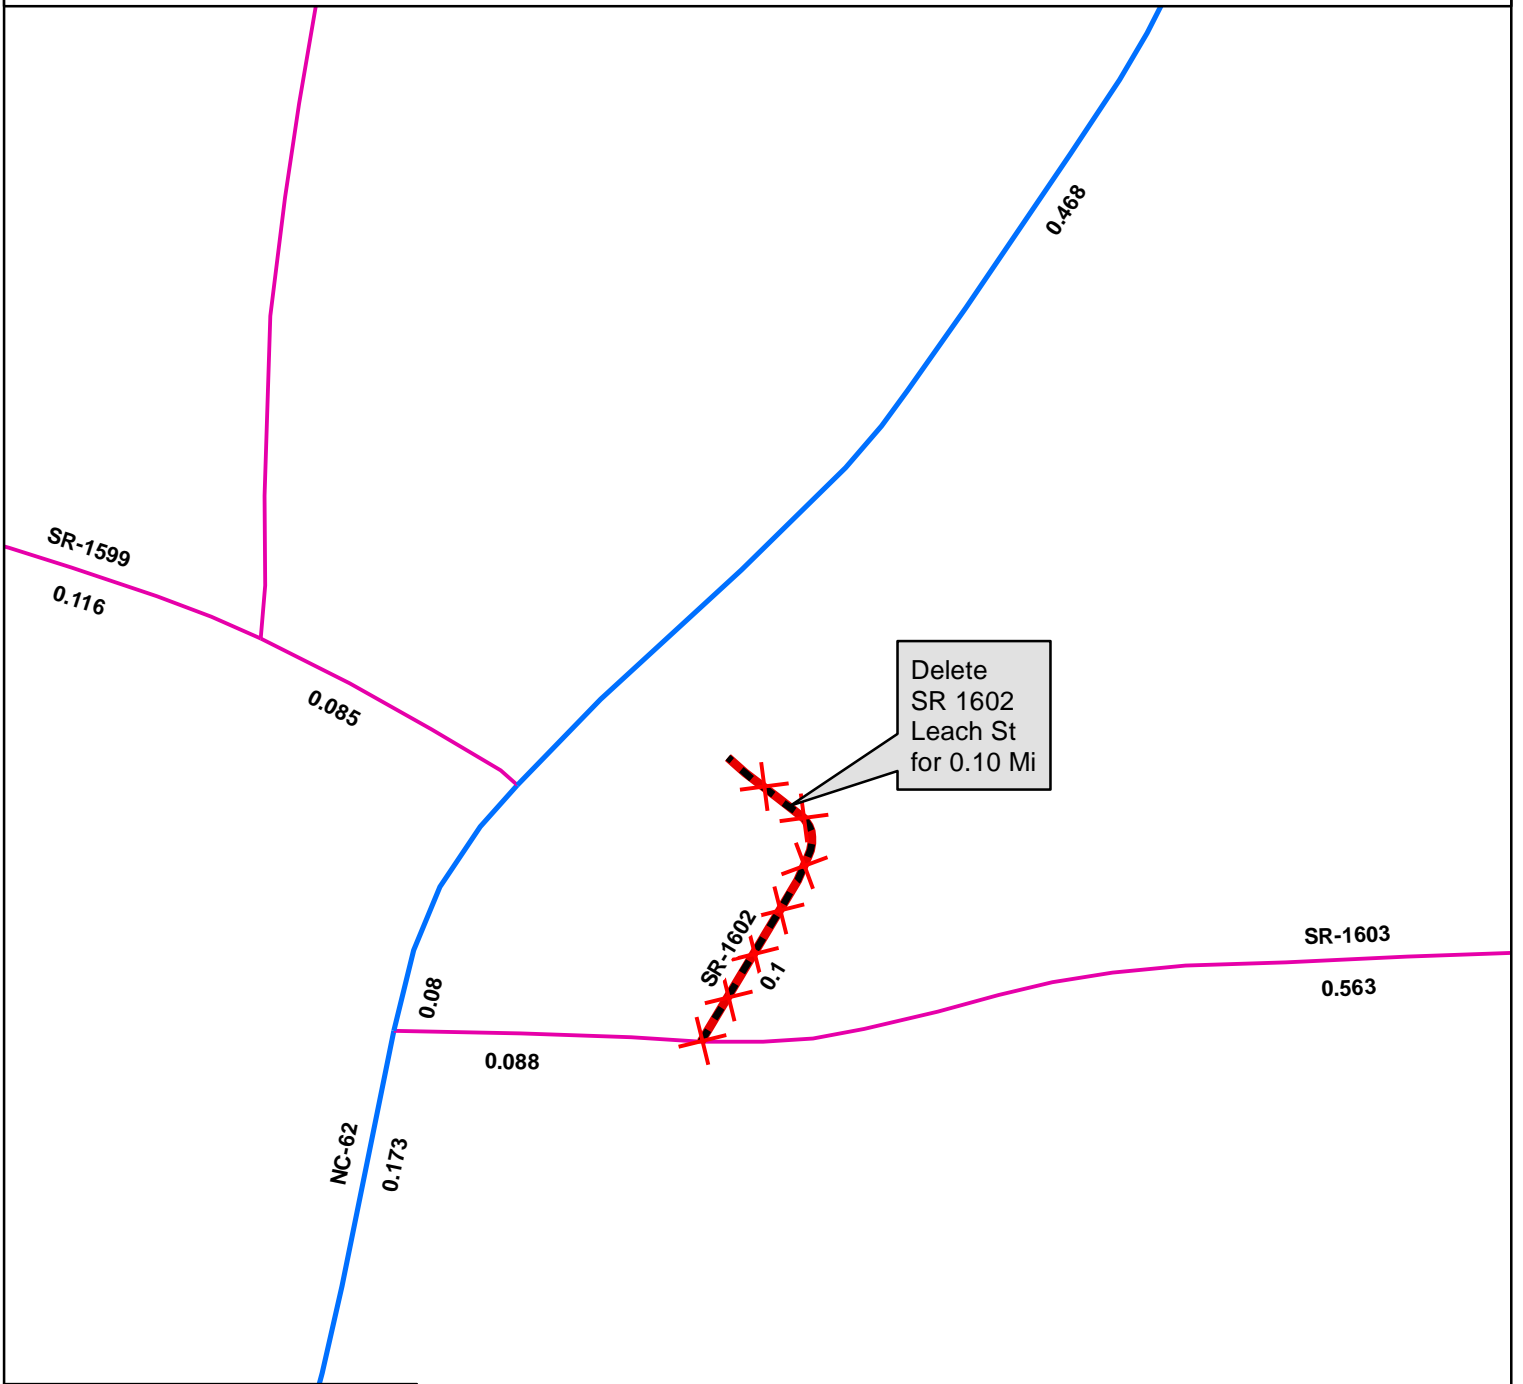 0.468
SR-1599
0.116
0.085
Delete
SR 1602
Leach St
for 0.10 Mi
SR-1602
0.1
SR-1603
0.563
0.08
0.088
NC-62
0.173